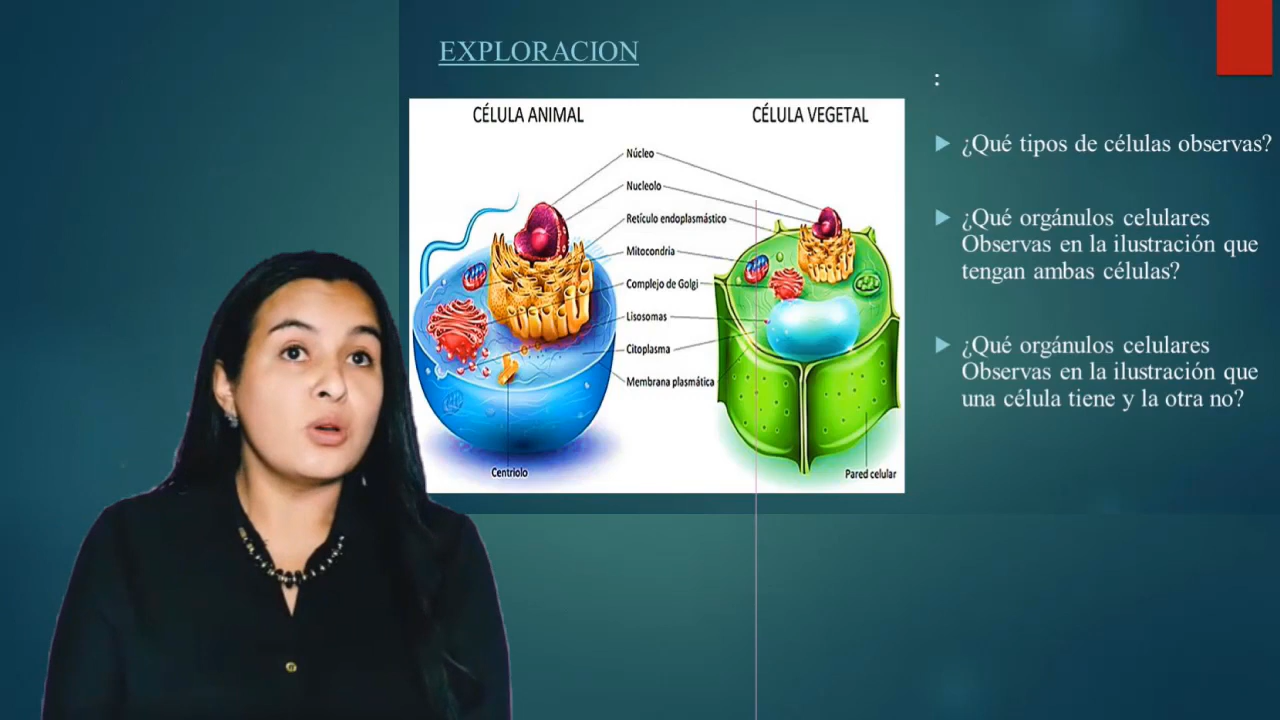 EXPLORACION
:
CÉLULA ANIMAL
CÉLULA VEGETAL
Núcleo
Nucleolo
Retículo endoplasmástico
Mitocondria
Complejo de Golgi
Lisosomas
Citoplasma
Membrana plasmática
Centriolo
Pared celular
¿Qué tipos de células observas?
¿Qué orgánulos celulares
Observas en la ilustración que
tengan ambas células?
¿Qué orgánulos celulares
Observas en la ilustración que
una célula tiene y la otra no?